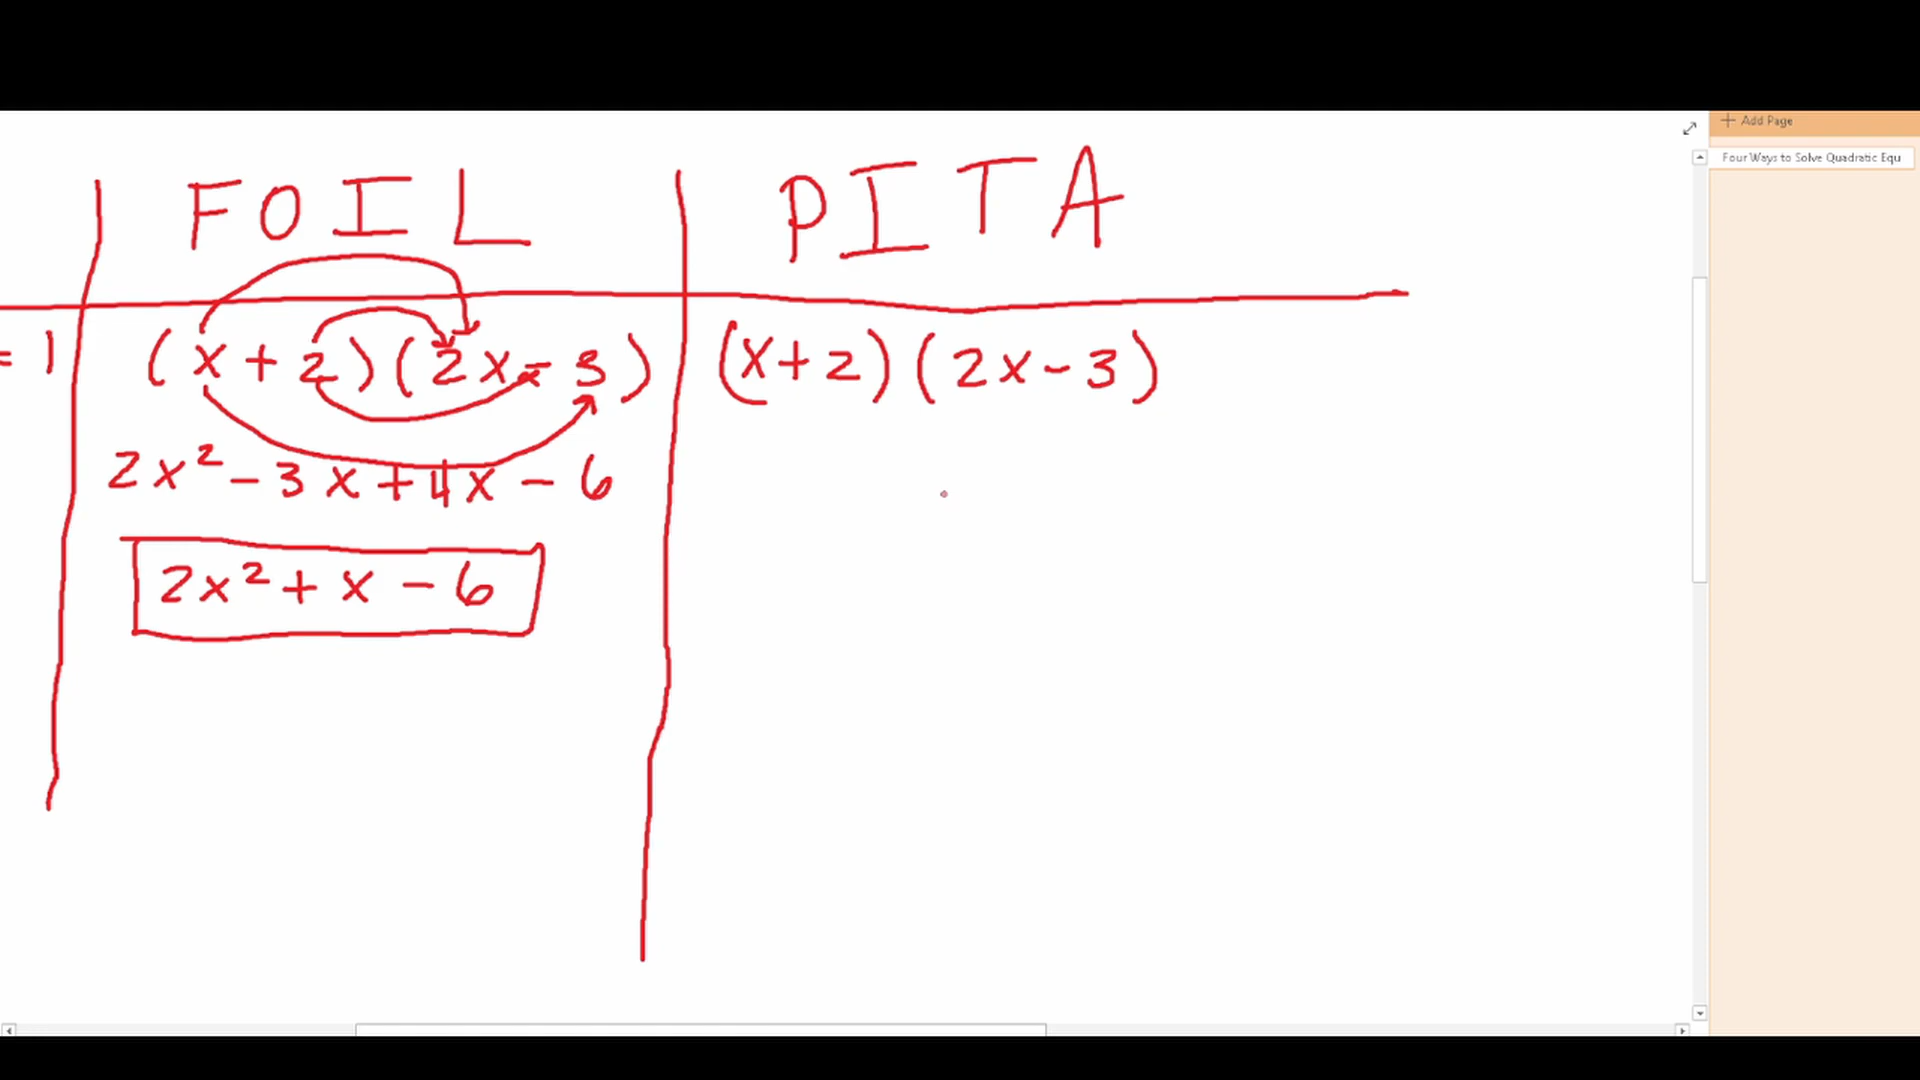 + Add Page
Four Ways to Solve Quadratic Equ
FOIL
PITA
= 1
(x + 2)(2x - 3)
(x + 2)(2x - 3)
2x² - 3x + 4x - 6
2x² + x - 6